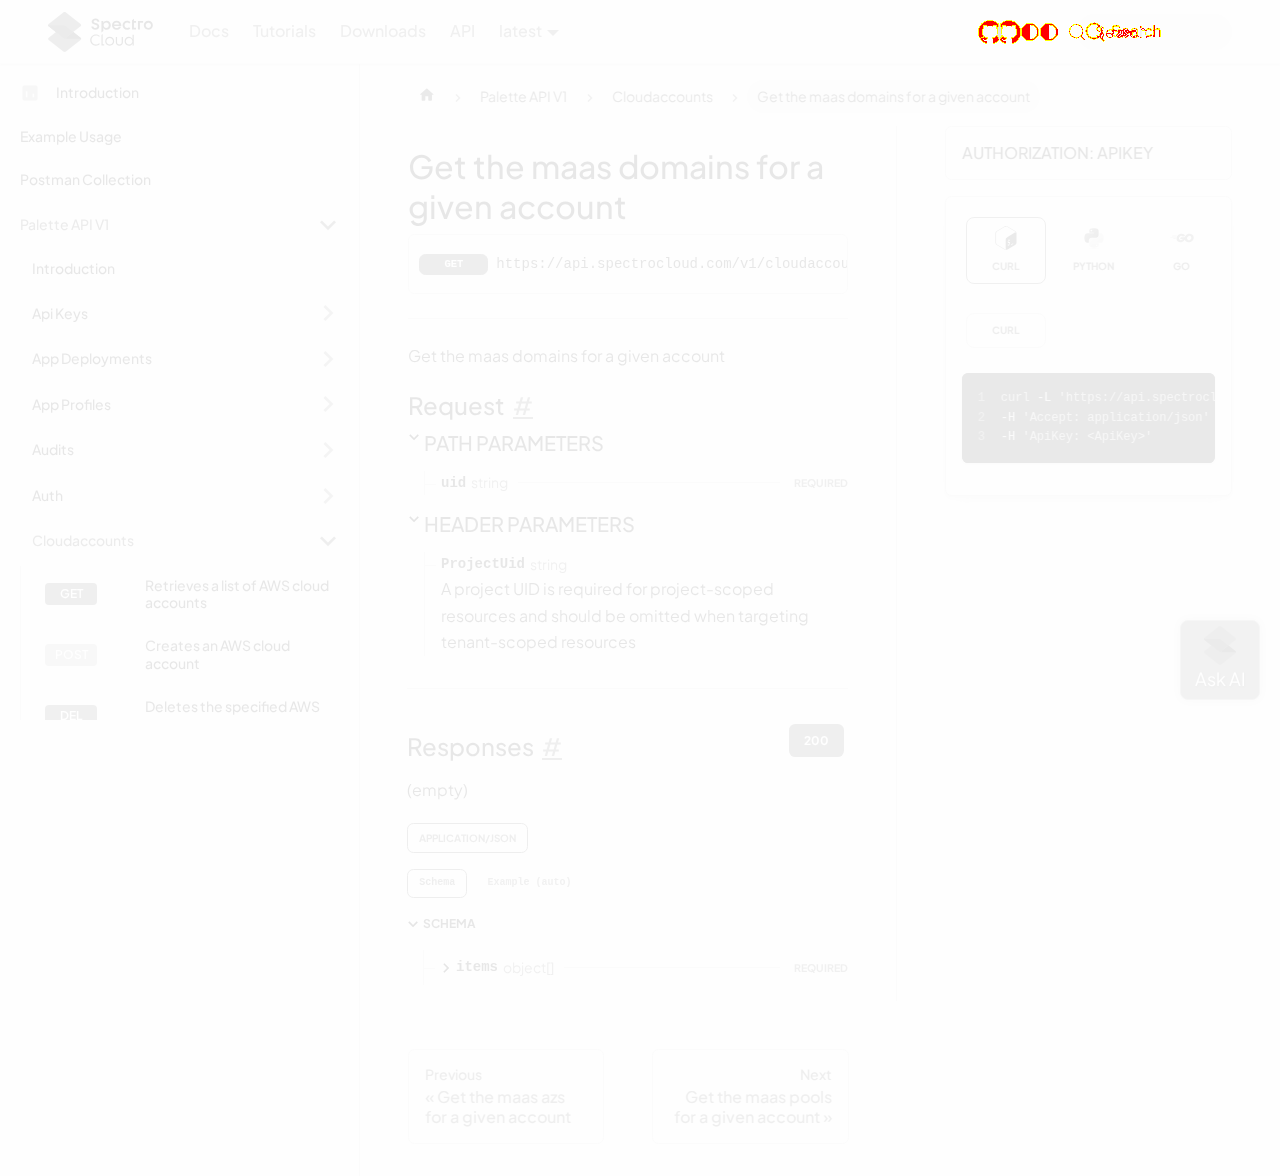 Spectro Cloud
Docs
Tutorials
Downloads
API
latest
Search
Introduction
Example Usage
Postman Collection
Palette API V1
Introduction
Api Keys
App Deployments
App Profiles
Audits
Auth
Cloudaccounts
GET Retrieves a list of AWS cloud
accounts
POST Creates an AWS cloud
account
DEL Deletes the specified AWS
Palette API V1
Cloudaccounts
Get the maas domains for a given account
Get the maas domains for a
given account
GET https://api.spectrocloud.com/v1/cloudaccou
Get the maas domains for a given account
Request #
PATH PARAMETERS
uid string REQUIRED
HEADER PARAMETERS
ProjectUid string
A project UID is required for project-scoped
resources and should be omitted when targeting
tenant-scoped resources
Responses #
200
(empty)
APPLICATION/JSON
Schema
Example (auto)
SCHEMA
items object[] REQUIRED
Previous
« Get the maas azs
for a given account
Next
Get the maas pools
for a given account »
AUTHORIZATION: APIKEY
CURL
PYTHON
GO
GO
CURL
1 curl -L 'https://api.spectrocl
2 -H 'Accept: application/json'
3 -H 'ApiKey: <ApiKey>'
Ask AI